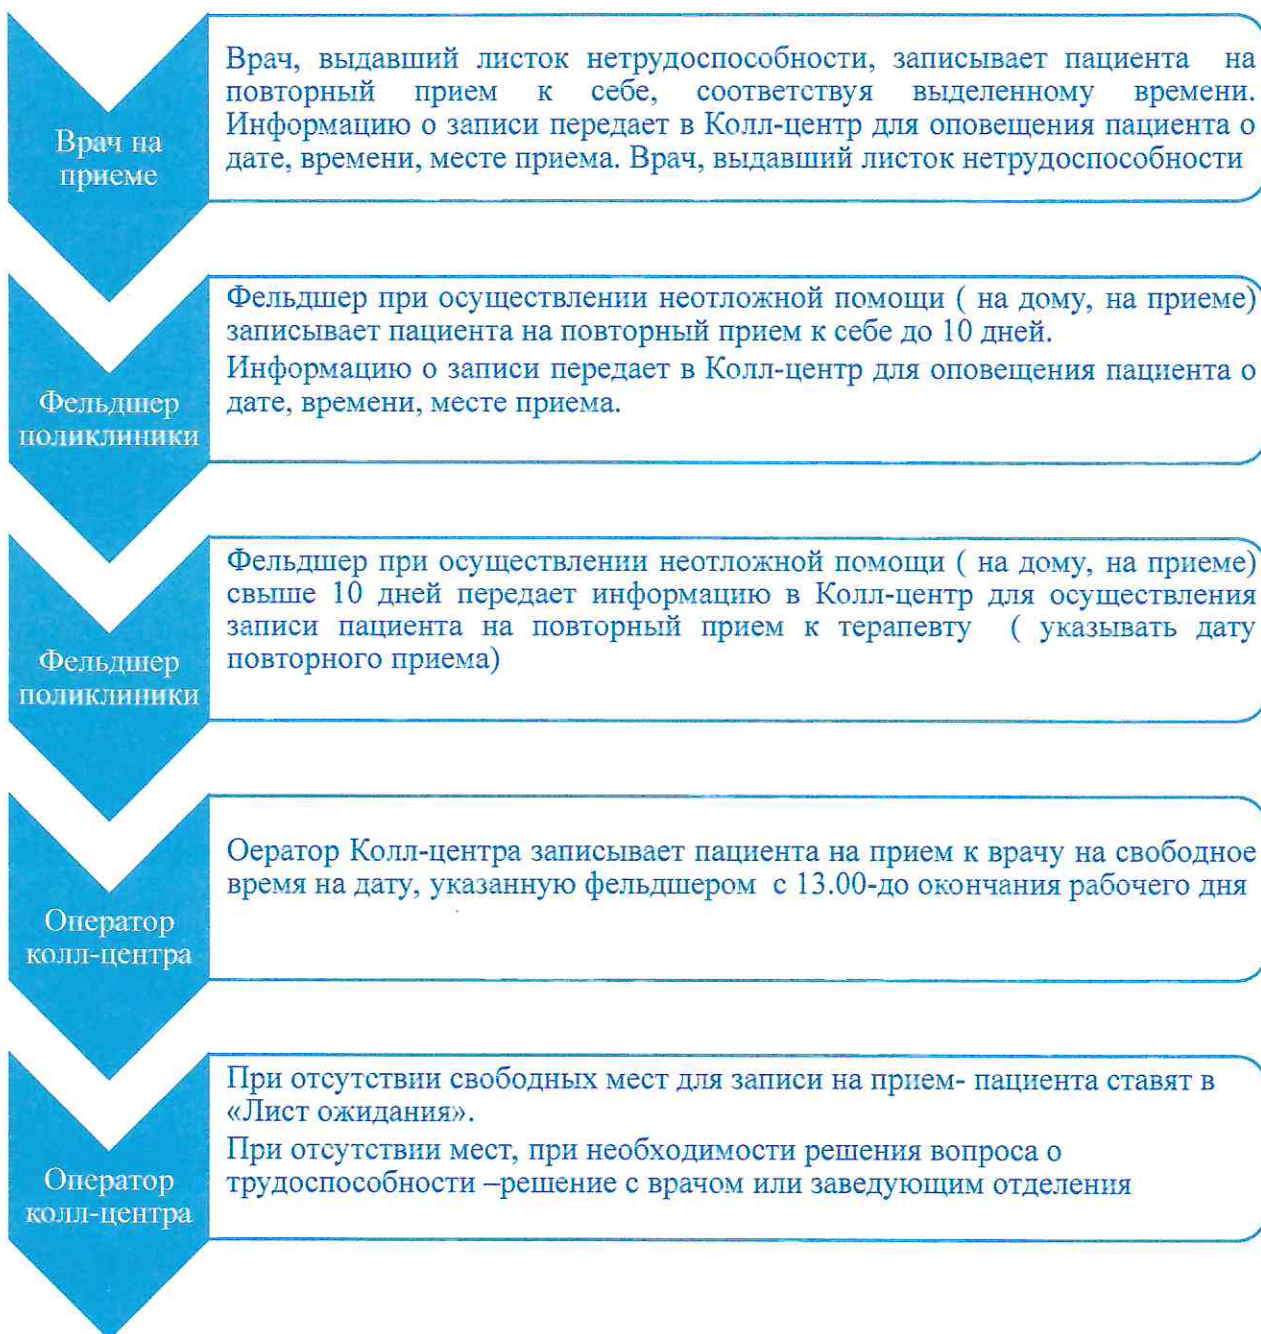 Врач на
приеме
Врач, выдавший листок нетрудоспособности, записывает пациента на
повторный прием к себе, соответствуя выделенному времени.
Информацию о записи передает в Колл-центр для оповещения пациента о
дате, времени, месте приема. Врач, выдавший листок нетрудоспособности
Фельдшер
поликлиники
Фельдшер при осуществлении неотложной помощи ( на дому, на приеме)
записывает пациента на повторный прием к себе до 10 дней.
Информацию о записи передает в Колл-центр для оповещения пациента о
дате, времени, месте приема.
Фельдшер
поликлиники
Фельдшер при осуществлении неотложной помощи ( на дому, на приеме)
свыше 10 дней передает информацию в Колл-центр для осуществления
записи пациента на повторный прием к терапевту ( указывать дату
повторного приема)
Оператор
колл-центра
Оератор Колл-центра записывает пациента на прием к врачу на свободное
время на дату, указанную фельдшером с 13.00-до окончания рабочего дня
Оператор
колл-центра
При отсутствии свободных мест для записи на прием- пациента ставят в
«Лист ожидания».
При отсутствии мест, при необходимости решения вопроса о
трудоспособности –решение с врачом или заведующим отделения